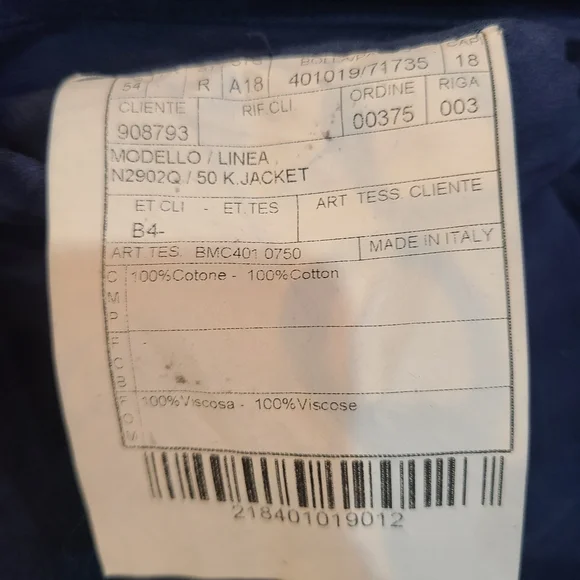 54 R A18 401019/71735 18
CLIENTE RIF.CLI ORDINE RIGA
908793 00375 003
MODELLO / LINEA
N2902Q / 50 K.JACKET
ET CLI - ET.TES ART TESS CLIENTE
B4-
ART.TES. BMC401 0750 MADE IN ITALY
C 100%Cotone - 100%Cotton
M
P
F
C
B
F 100%Viscosa - 100%Viscose
O
M
218401019012